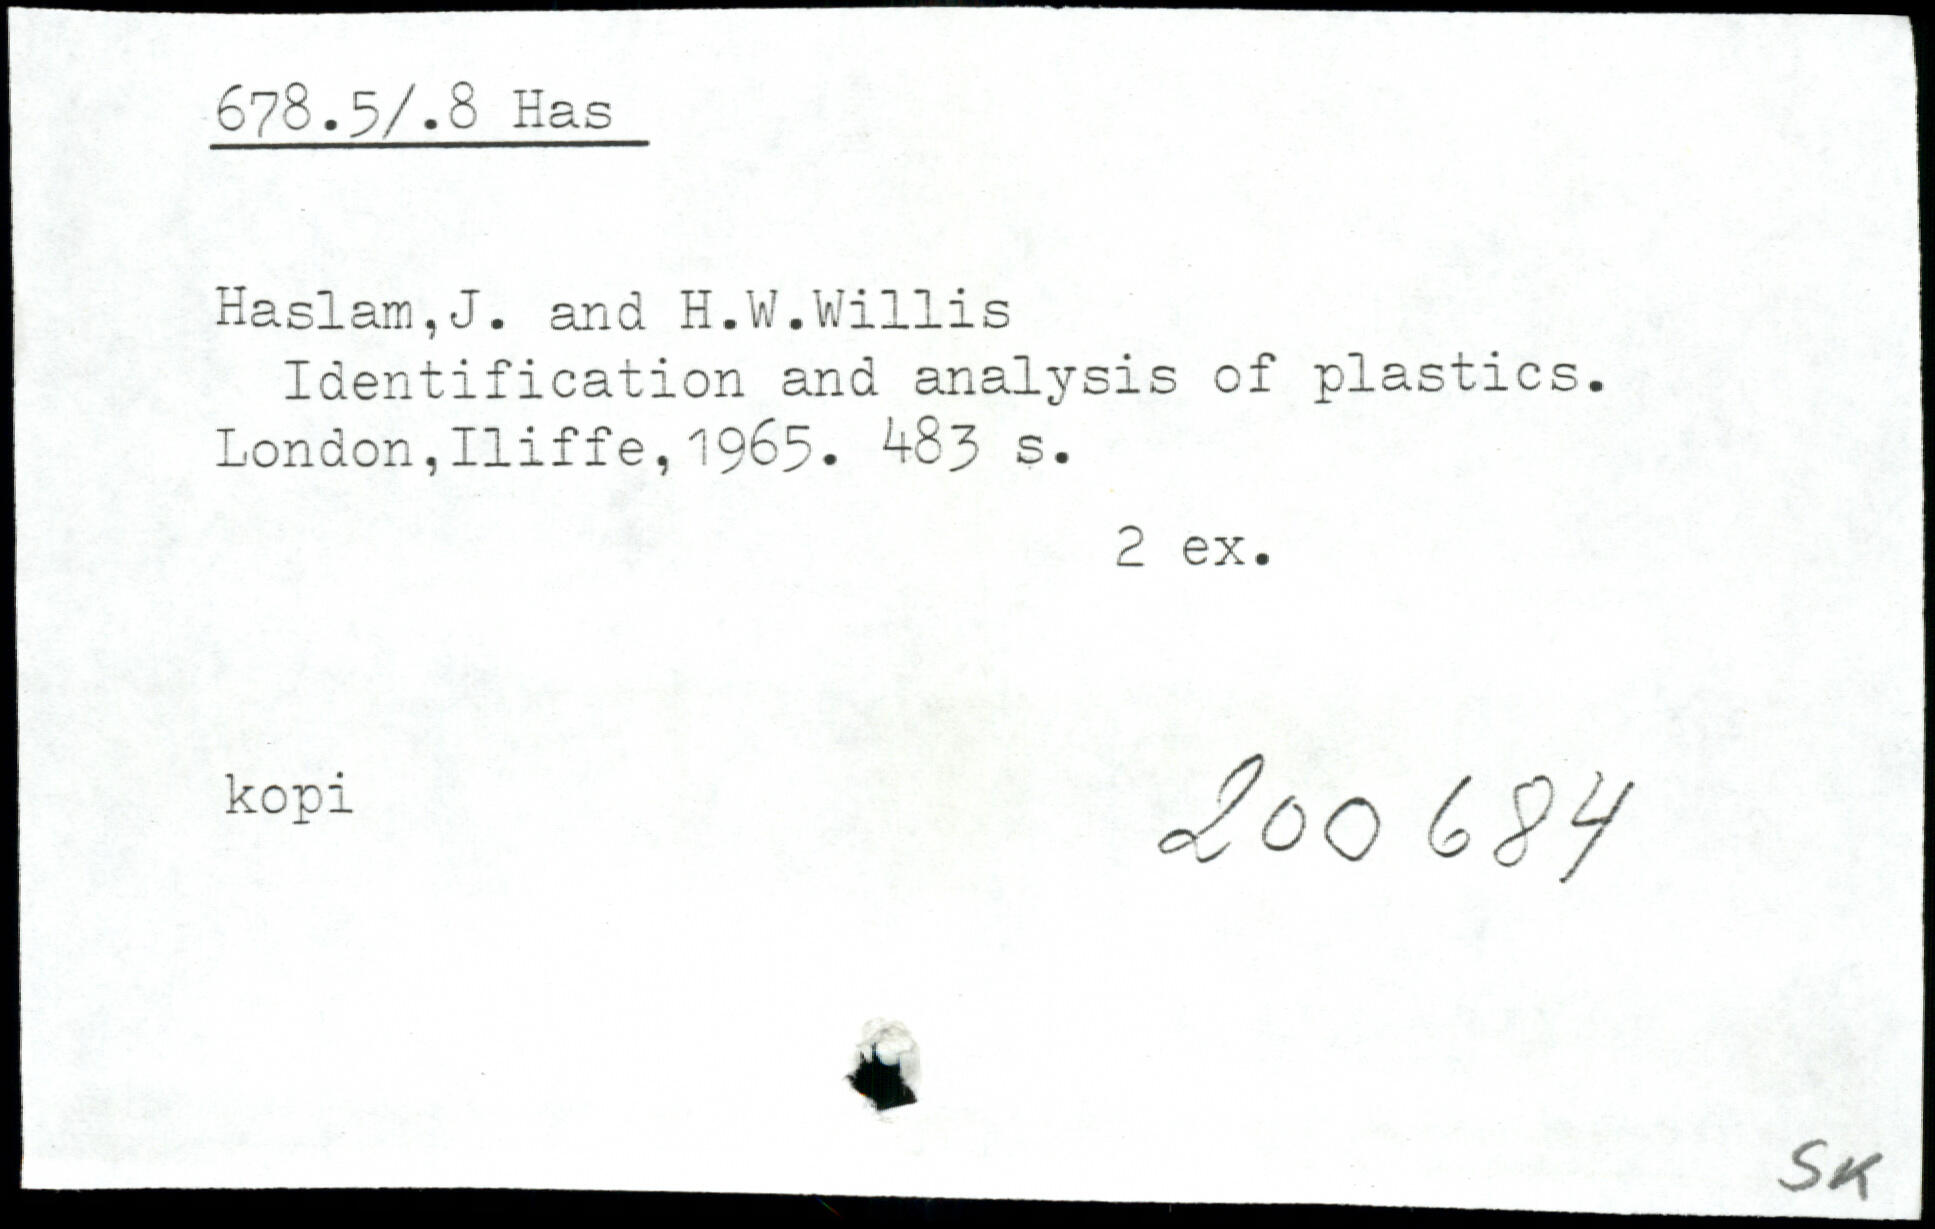 678.5/.8 Has
Haslam,J. and H.W.Willis
Identification and analysis of plastics.
London,Iliffe,1965. 483 s.
2 ex.
kopi
200684
SK